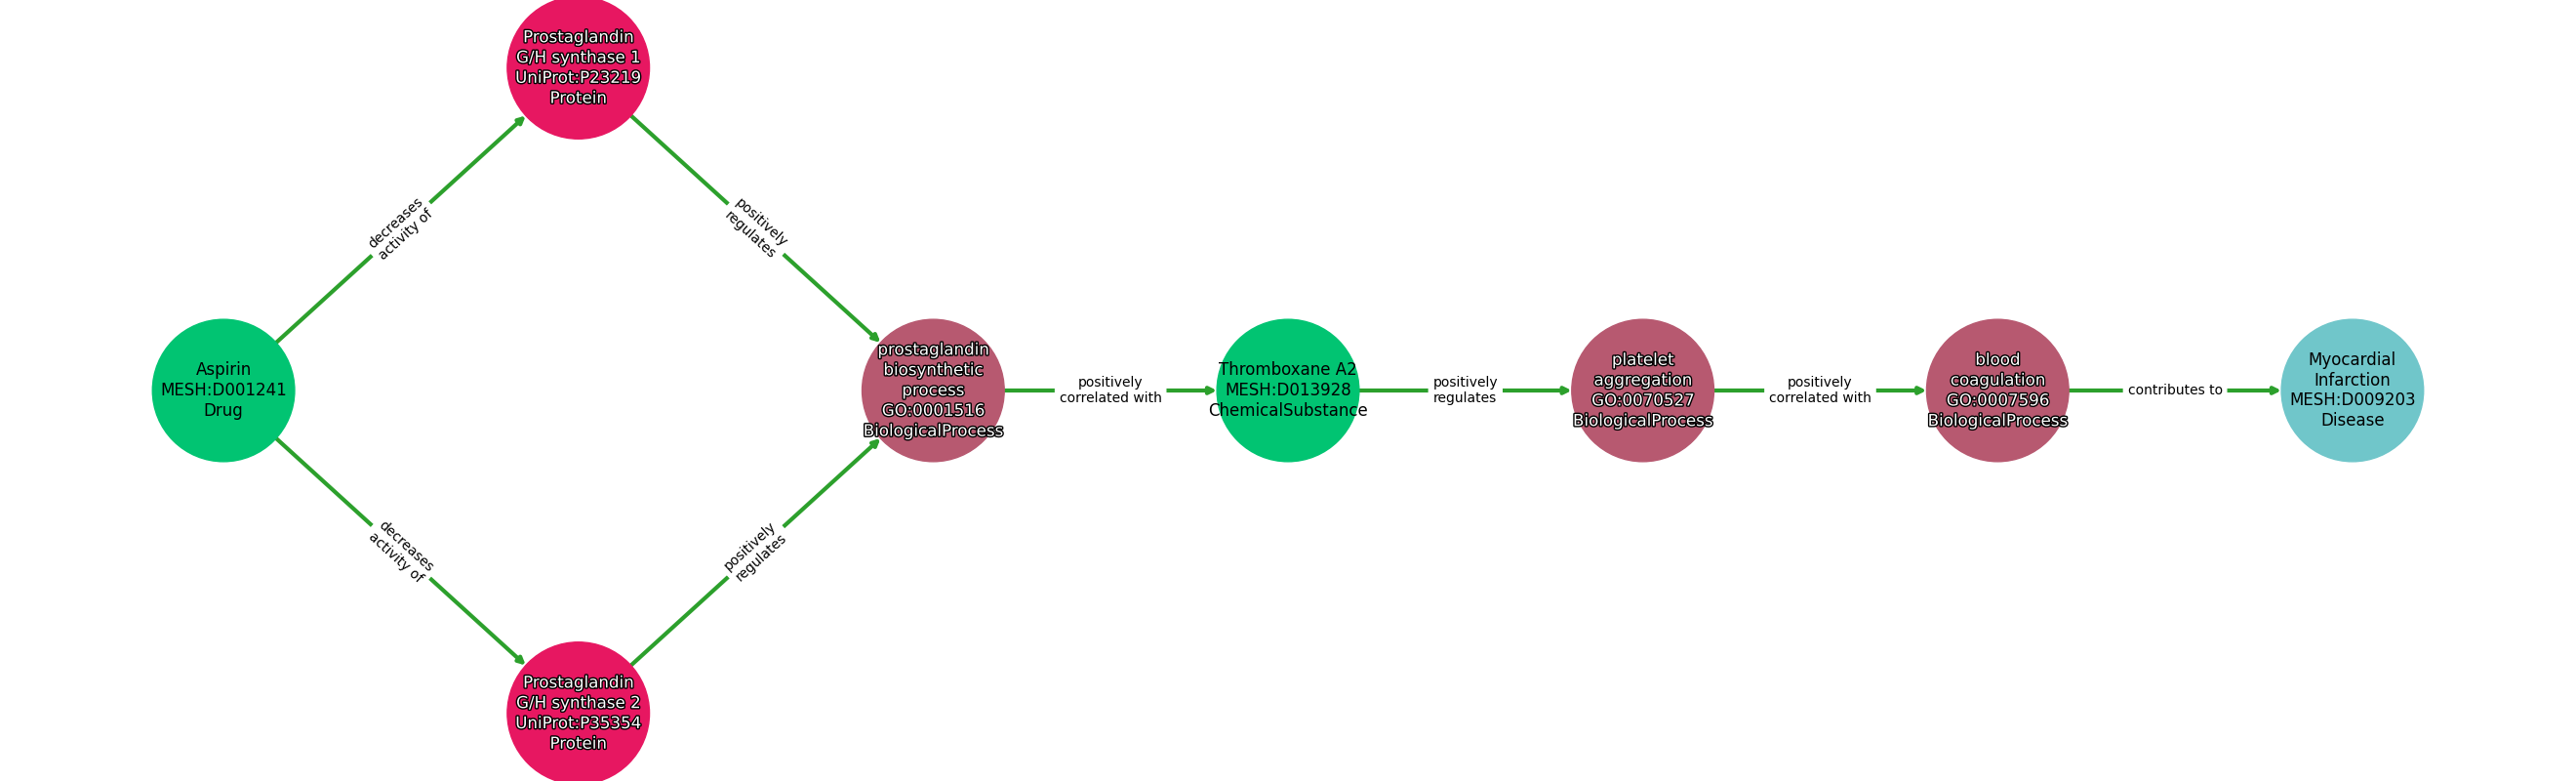 Prostaglandin
G/H synthase 1
UniProt:P23219
Protein
decreases
activity of
positively
regulates
Aspirin
MESH:D001241
Drug
prostaglandin
biosynthetic
process
GO:0001516
BiologicalProcess
positively
correlated with
Thromboxane A2
MESH:D013928
ChemicalSubstance
positively
regulates
platelet
aggregation
GO:0070527
BiologicalProcess
positively
correlated with
blood
coagulation
GO:0007596
BiologicalProcess
contributes to
Myocardial
Infarction
MESH:D009203
Disease
decreases
activity of
positively
regulates
Prostaglandin
G/H synthase 2
UniProt:P35354
Protein